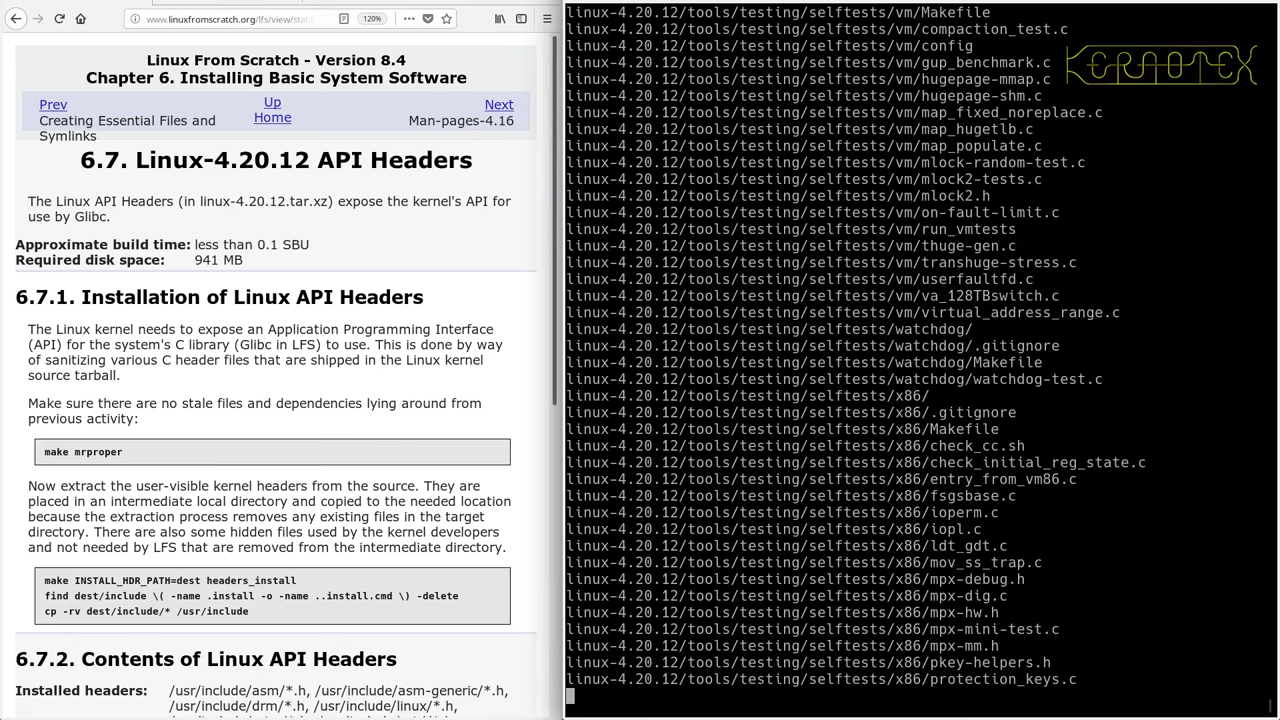 www.linuxfromscratch.org/lfs/view/sta
120%
Linux From Scratch - Version 8.4
Chapter 6. Installing Basic System Software
Prev
Up
Next
Creating Essential Files and Symlinks
Home
Man-pages-4.16
6.7. Linux-4.20.12 API Headers
The Linux API Headers (in linux-4.20.12.tar.xz) expose the kernel's API for
use by Glibc.
Approximate build time: less than 0.1 SBU
Required disk space: 941 MB
6.7.1. Installation of Linux API Headers
The Linux kernel needs to expose an Application Programming Interface
(API) for the system's C library (Glibc in LFS) to use. This is done by way
of sanitizing various C header files that are shipped in the Linux kernel
source tarball.
Make sure there are no stale files and dependencies lying around from
previous activity:
make mrproper
Now extract the user-visible kernel headers from the source. They are
placed in an intermediate local directory and copied to the needed location
because the extraction process removes any existing files in the target
directory. There are also some hidden files used by the kernel developers
and not needed by LFS that are removed from the intermediate directory.
make INSTALL_HDR_PATH=dest headers_install
find dest/include \( -name .install -o -name ..install.cmd \) -delete
cp -rv dest/include/* /usr/include
6.7.2. Contents of Linux API Headers
Installed headers: /usr/include/asm/*.h, /usr/include/asm-generic/*.h,
/usr/include/drm/*.h, /usr/include/linux/*.h,
linux-4.20.12/tools/testing/selftests/vm/Makefile
linux-4.20.12/tools/testing/selftests/vm/compaction_test.c
linux-4.20.12/tools/testing/selftests/vm/config
linux-4.20.12/tools/testing/selftests/vm/gup_benchmark.c
linux-4.20.12/tools/testing/selftests/vm/hugepage-mmap.c
linux-4.20.12/tools/testing/selftests/vm/hugepage-shm.c
linux-4.20.12/tools/testing/selftests/vm/map_fixed_noreplace.c
linux-4.20.12/tools/testing/selftests/vm/map_hugetlb.c
linux-4.20.12/tools/testing/selftests/vm/map_populate.c
linux-4.20.12/tools/testing/selftests/vm/mlock-random-test.c
linux-4.20.12/tools/testing/selftests/vm/mlock2-tests.c
linux-4.20.12/tools/testing/selftests/vm/mlock2.h
linux-4.20.12/tools/testing/selftests/vm/on-fault-limit.c
linux-4.20.12/tools/testing/selftests/vm/run_vmtests
linux-4.20.12/tools/testing/selftests/vm/thuge-gen.c
linux-4.20.12/tools/testing/selftests/vm/transhuge-stress.c
linux-4.20.12/tools/testing/selftests/vm/userfaultfd.c
linux-4.20.12/tools/testing/selftests/vm/va_128TBswitch.c
linux-4.20.12/tools/testing/selftests/vm/virtual_address_range.c
linux-4.20.12/tools/testing/selftests/watchdog/
linux-4.20.12/tools/testing/selftests/watchdog/.gitignore
linux-4.20.12/tools/testing/selftests/watchdog/Makefile
linux-4.20.12/tools/testing/selftests/watchdog/watchdog-test.c
linux-4.20.12/tools/testing/selftests/x86/
linux-4.20.12/tools/testing/selftests/x86/.gitignore
linux-4.20.12/tools/testing/selftests/x86/Makefile
linux-4.20.12/tools/testing/selftests/x86/check_cc.sh
linux-4.20.12/tools/testing/selftests/x86/check_initial_reg_state.c
linux-4.20.12/tools/testing/selftests/x86/entry_from_vm86.c
linux-4.20.12/tools/testing/selftests/x86/fsgsbase.c
linux-4.20.12/tools/testing/selftests/x86/ioperm.c
linux-4.20.12/tools/testing/selftests/x86/iopl.c
linux-4.20.12/tools/testing/selftests/x86/ldt_gdt.c
linux-4.20.12/tools/testing/selftests/x86/mov_ss_trap.c
linux-4.20.12/tools/testing/selftests/x86/mpx-debug.h
linux-4.20.12/tools/testing/selftests/x86/mpx-dig.c
linux-4.20.12/tools/testing/selftests/x86/mpx-hw.h
linux-4.20.12/tools/testing/selftests/x86/mpx-mini-test.c
linux-4.20.12/tools/testing/selftests/x86/mpx-mm.h
linux-4.20.12/tools/testing/selftests/x86/pkey-helpers.h
linux-4.20.12/tools/testing/selftests/x86/protection_keys.c